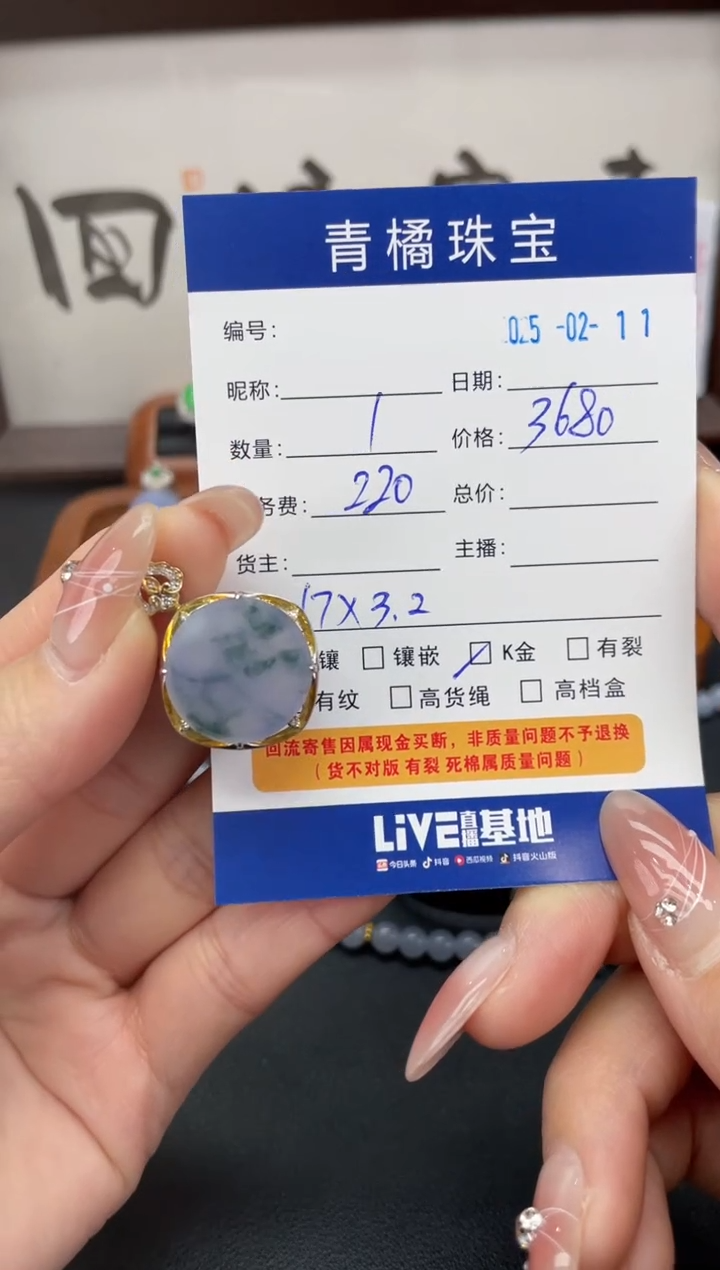 回
青橘珠宝
编号： 025 -02- 11
昵称： 日期：
数量： 1 价格： 3680
务费： 220 总价：
货主： 主播：
17X3.2
镶 □镶嵌 ☑K金 □有裂
有纹 □高货绳 □高档盒
回流寄售因属现金买断，非质量问题不予退换
（货不对版 有裂 死棉属质量问题）
LiVE直播基地
今日头条 抖音 西瓜视频 抖音火山版